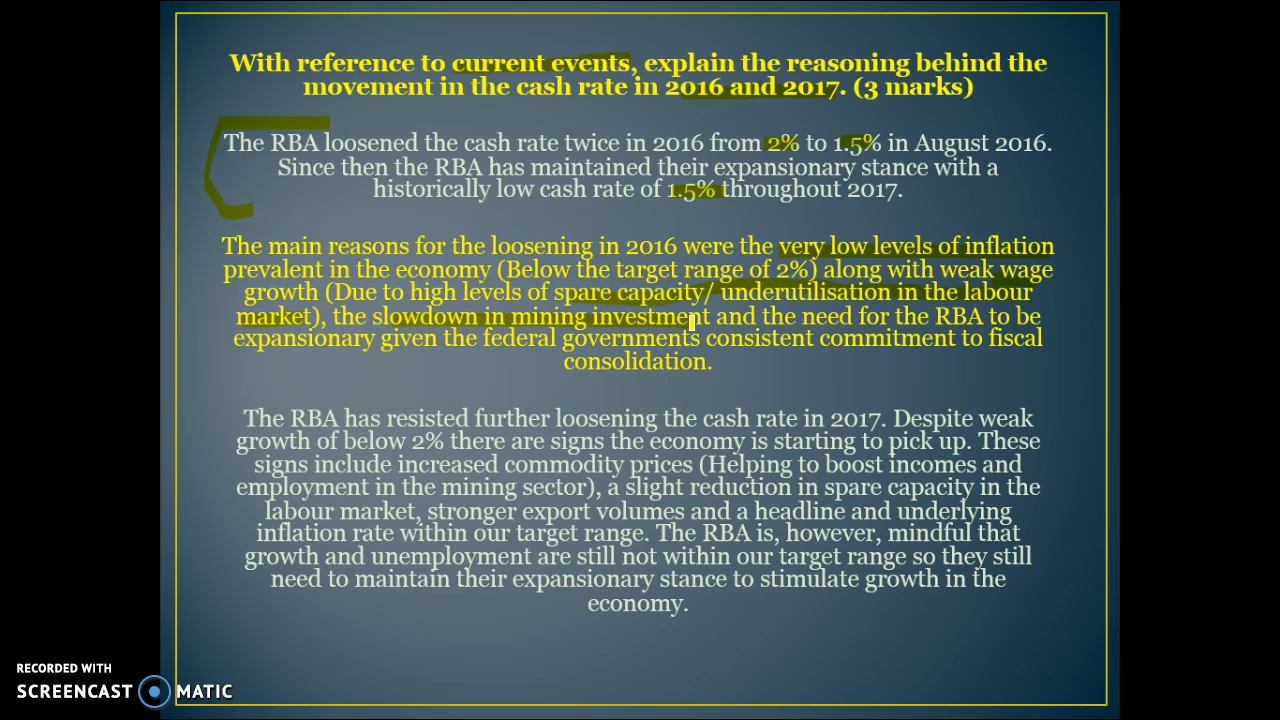 With reference to current events, explain the reasoning behind the
movement in the cash rate in 2016 and 2017. (3 marks)
The RBA loosened the cash rate twice in 2016 from 2% to 1.5% in August 2016.
Since then the RBA has maintained their expansionary stance with a
historically low cash rate of 1.5% throughout 2017.
The main reasons for the loosening in 2016 were the very low levels of inflation
prevalent in the economy (Below the target range of 2%) along with weak wage
growth (Due to high levels of spare capacity/ underutilisation in the labour
market), the slowdown in mining investment and the need for the RBA to be
expansionary given the federal governments consistent commitment to fiscal
consolidation.
The RBA has resisted further loosening the cash rate in 2017. Despite weak
growth of below 2% there are signs the economy is starting to pick up. These
signs include increased commodity prices (Helping to boost incomes and
employment in the mining sector), a slight reduction in spare capacity in the
labour market, stronger export volumes and a headline and underlying
inflation rate within our target range. The RBA is, however, mindful that
growth and unemployment are still not within our target range so they still
need to maintain their expansionary stance to stimulate growth in the
economy.
RECORDED WITH
SCREENCAST MATIC